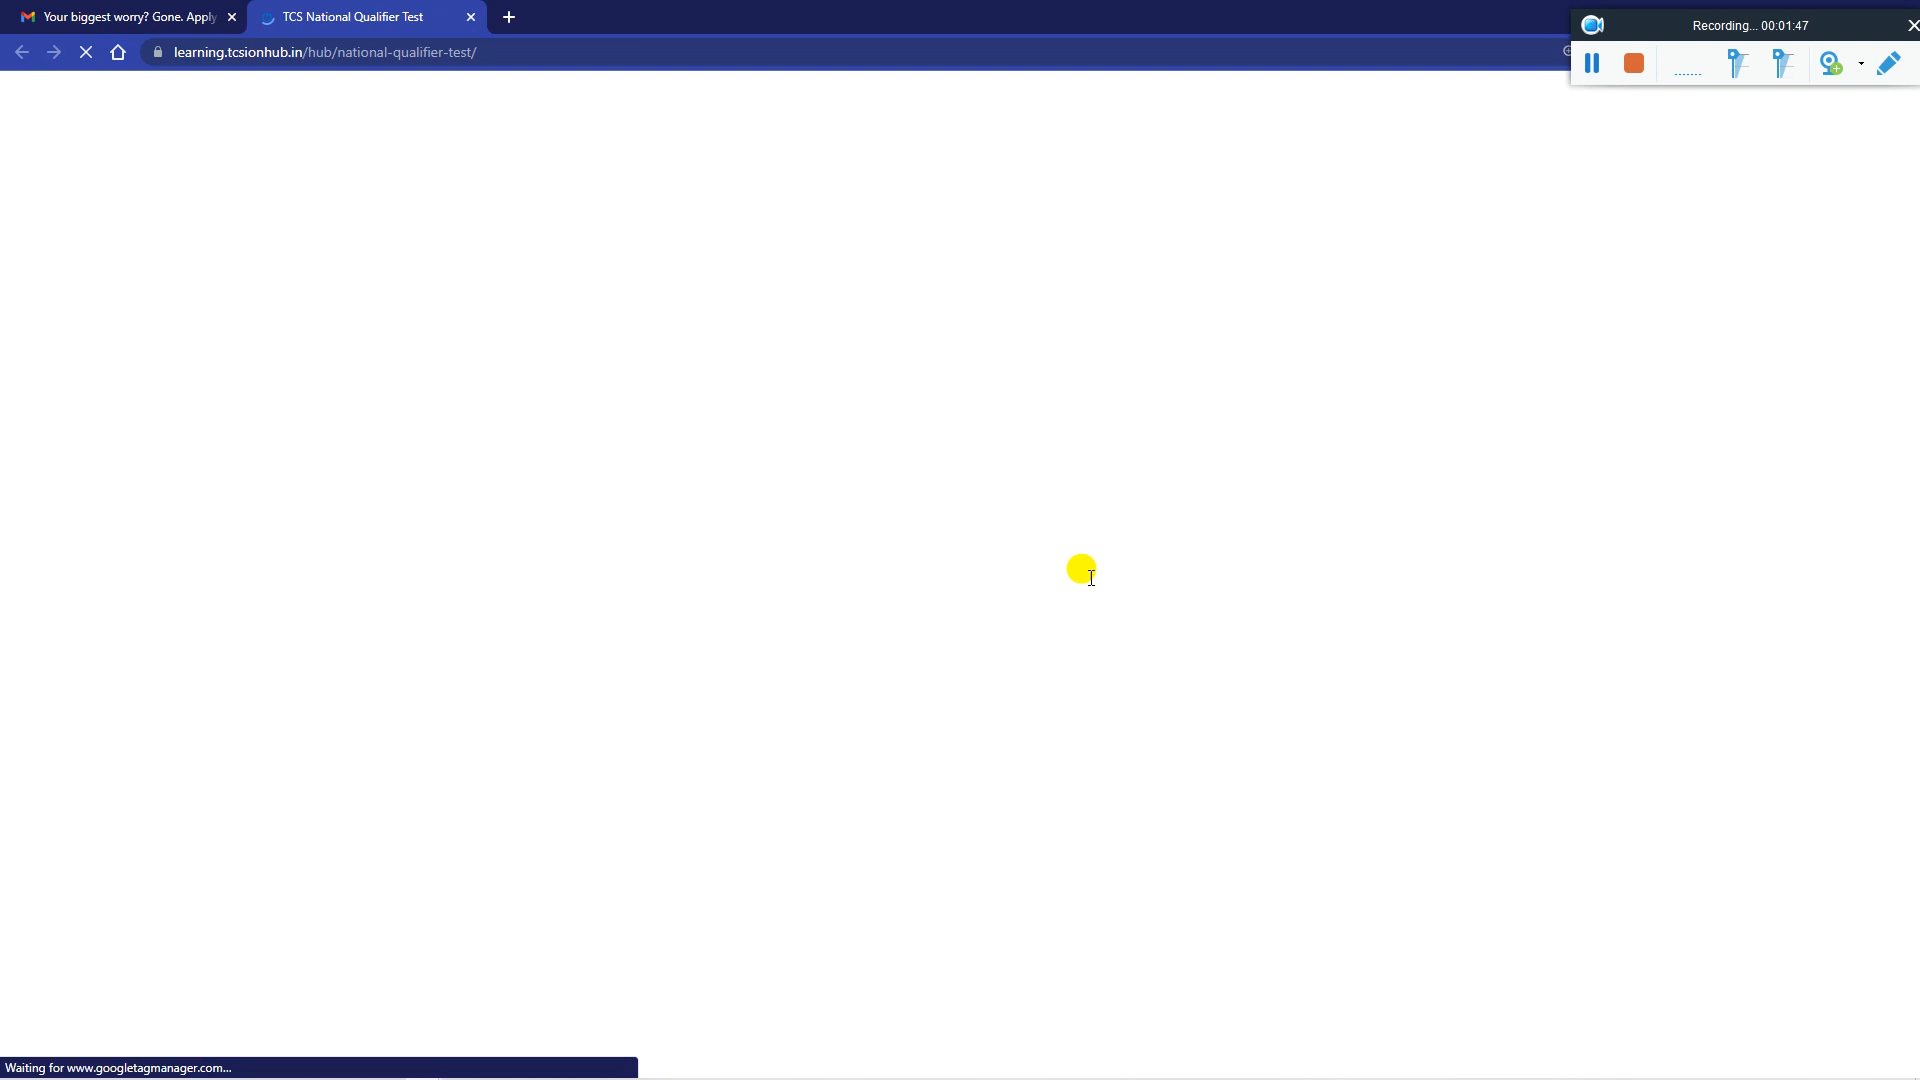 Your biggest worry? Gone. Apply
TCS National Qualifier Test
Recording... 00:01:47
learning.tcsionhub.in/hub/national-qualifier-test/
Waiting for www.googletagmanager.com...